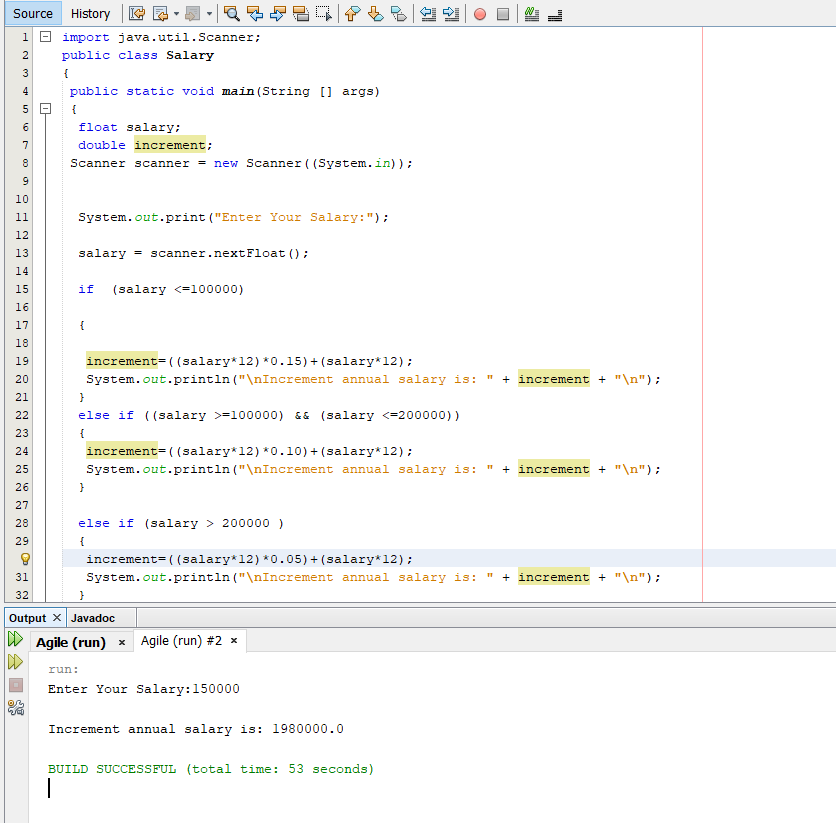 Source History
1 import java.util.Scanner;
2 public class Salary
3 {
4 public static void main(String [] args)
5 {
6 float salary;
7 double increment;
8 Scanner scanner = new Scanner((System.in));
9
10
11 System.out.print("Enter Your Salary:");
12
13 salary = scanner.nextFloat();
14
15 if  (salary <=100000)
16
17 {
18
19 increment=((salary*12)*0.15)+(salary*12);
20 System.out.println("\nIncrement annual salary is: " + increment + "\n");
21 }
22 else if ((salary >=100000) && (salary <=200000))
23 {
24 increment=((salary*12)*0.10)+(salary*12);
25 System.out.println("\nIncrement annual salary is: " + increment + "\n");
26 }
27
28 else if (salary > 200000 )
29 {
increment=((salary*12)*0.05)+(salary*12);
31 System.out.println("\nIncrement annual salary is: " + increment + "\n");
32 }
Output × Javadoc
Agile (run) × Agile (run) #2 ×
run:
Enter Your Salary:150000
Increment annual salary is: 1980000.0
BUILD SUCCESSFUL (total time: 53 seconds)